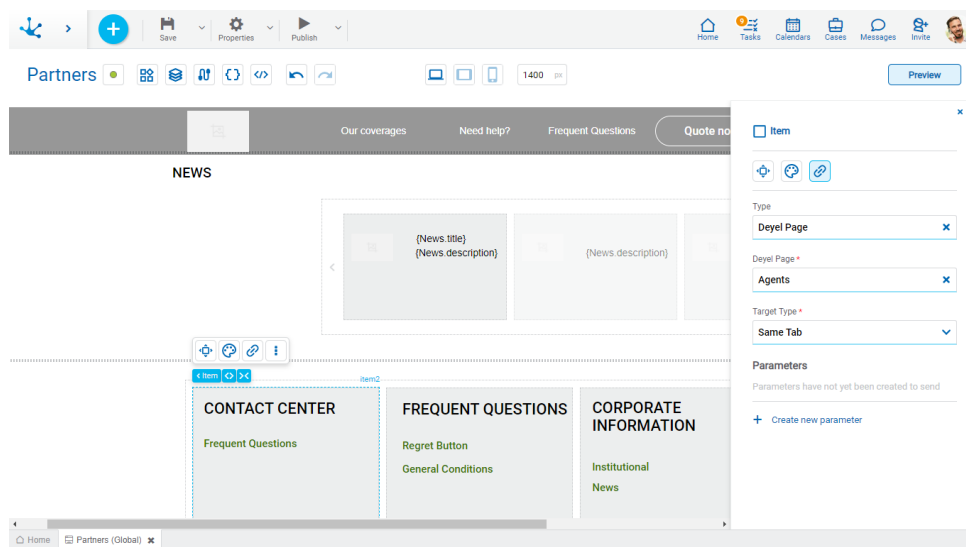 Save
Properties
Publish
Home
9
Tasks
Calendars
Cases
Messages
Invite
Partners
1400 px
Preview
Our coverages
Need help?
Frequent Questions
Quote no
NEWS
{News.title}
{News.description}
{News.description}
Item
item2
CONTACT CENTER
Frequent Questions
FREQUENT QUESTIONS
Regret Button
General Conditions
CORPORATE
INFORMATION
Institutional
News
Item
Type
Deyel Page
Deyel Page *
Agents
Target Type *
Same Tab
Parameters
Parameters have not yet been created to send
+ Create new parameter
Home
Partners (Global)